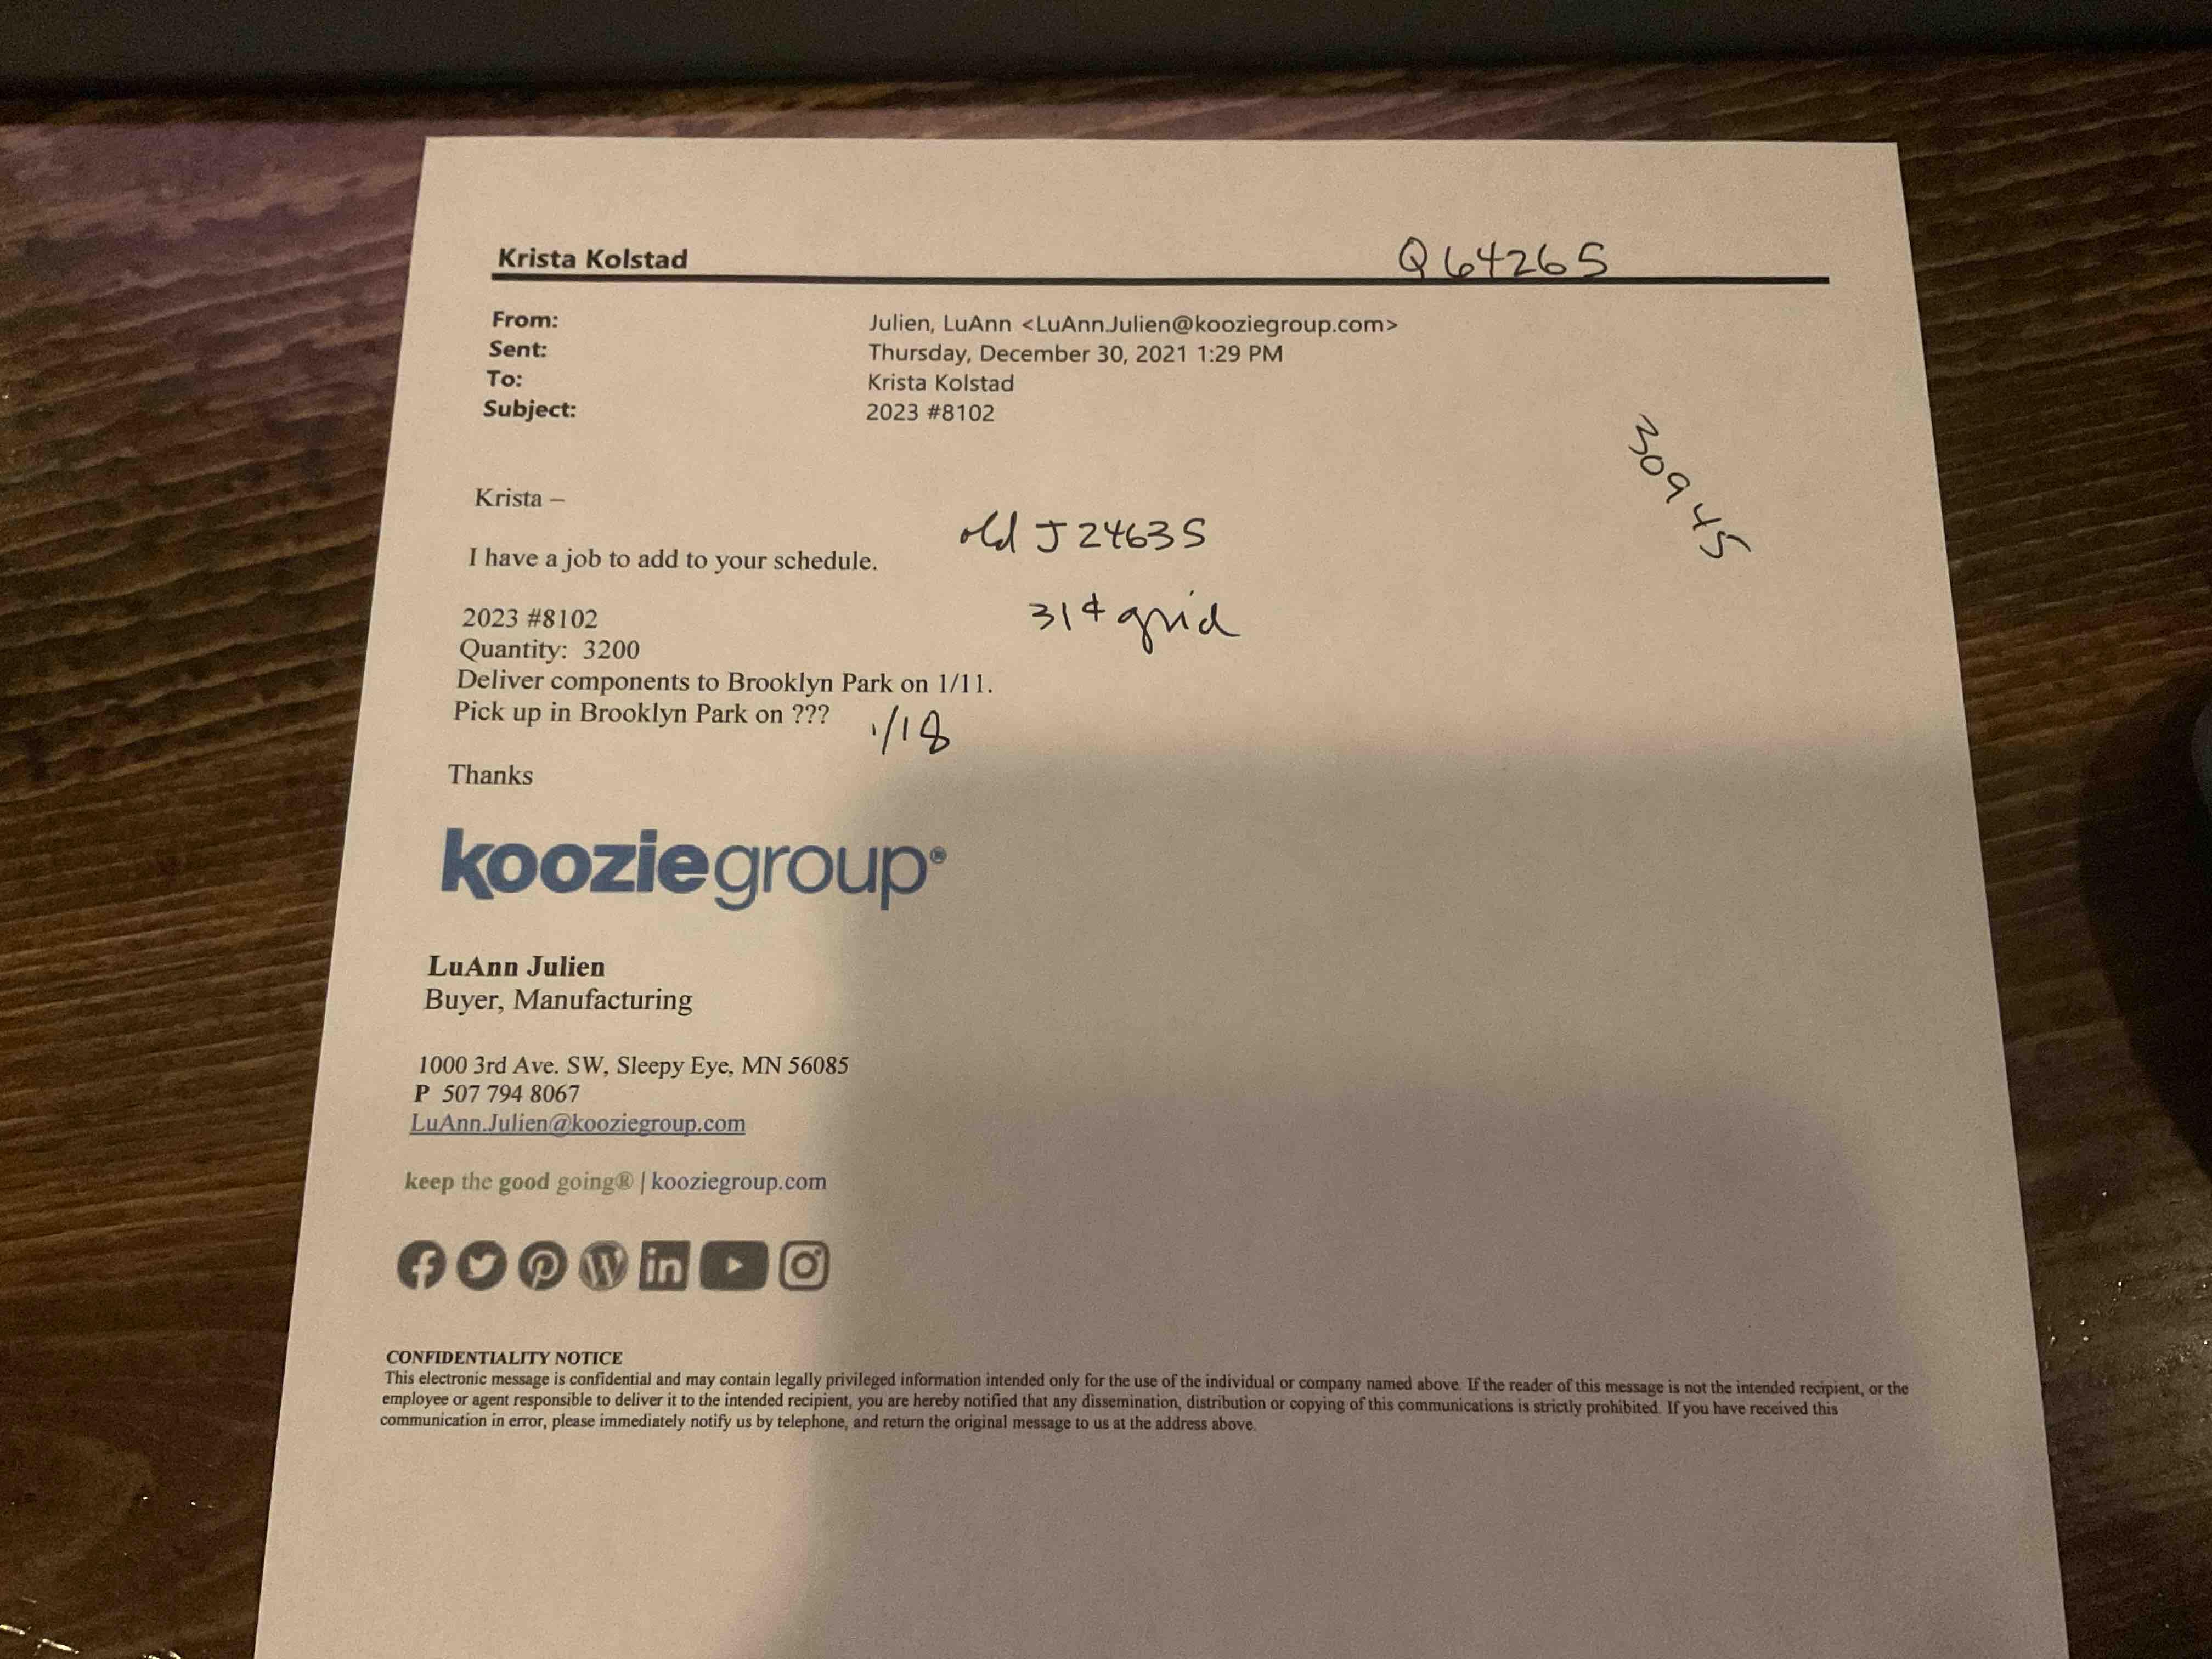 Krista Kolstad
Q64265
From: Julien, LuAnn <LuAnn.Julien@kooziegroup.com>
Sent: Thursday, December 30, 2021 1:29 PM
To: Krista Kolstad
Subject: 2023 #8102
30945
Krista –
old J24635
I have a job to add to your schedule.
31¢ grid
2023 #8102
Quantity: 3200
Deliver components to Brooklyn Park on 1/11.
Pick up in Brooklyn Park on ???
1/18
Thanks
kooziegroup®
LuAnn Julien
Buyer, Manufacturing
1000 3rd Ave. SW, Sleepy Eye, MN 56085
P 507 794 8067
LuAnn.Julien@kooziegroup.com
keep the good going® | kooziegroup.com
CONFIDENTIALITY NOTICE
This electronic message is confidential and may contain legally privileged information intended only for the use of the individual or company named above. If the reader of this message is not the intended recipient, or the
employee or agent responsible to deliver it to the intended recipient, you are hereby notified that any dissemination, distribution or copying of this communications is strictly prohibited. If you have received this
communication in error, please immediately notify us by telephone, and return the original message to us at the address above.